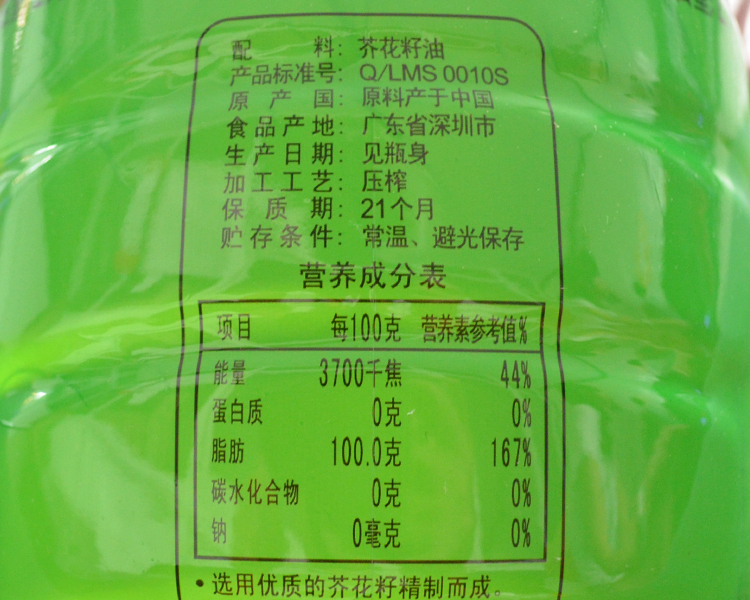 配料：芥花籽油
产品标准号：Q/LMS 0010S
原产国：原料产于中国
食品产地：广东省深圳市
生产日期：见瓶身
加工工艺：压榨
保质期：21个月
贮存条件：常温、避光保存
营养成分表
项目 每100克 营养素参考值%
能量 3700千焦 44%
蛋白质 0克 0%
脂肪 100.0克 167%
碳水化合物 0克 0%
钠 0毫克 0%
•选用优质的芥花籽精制而成。